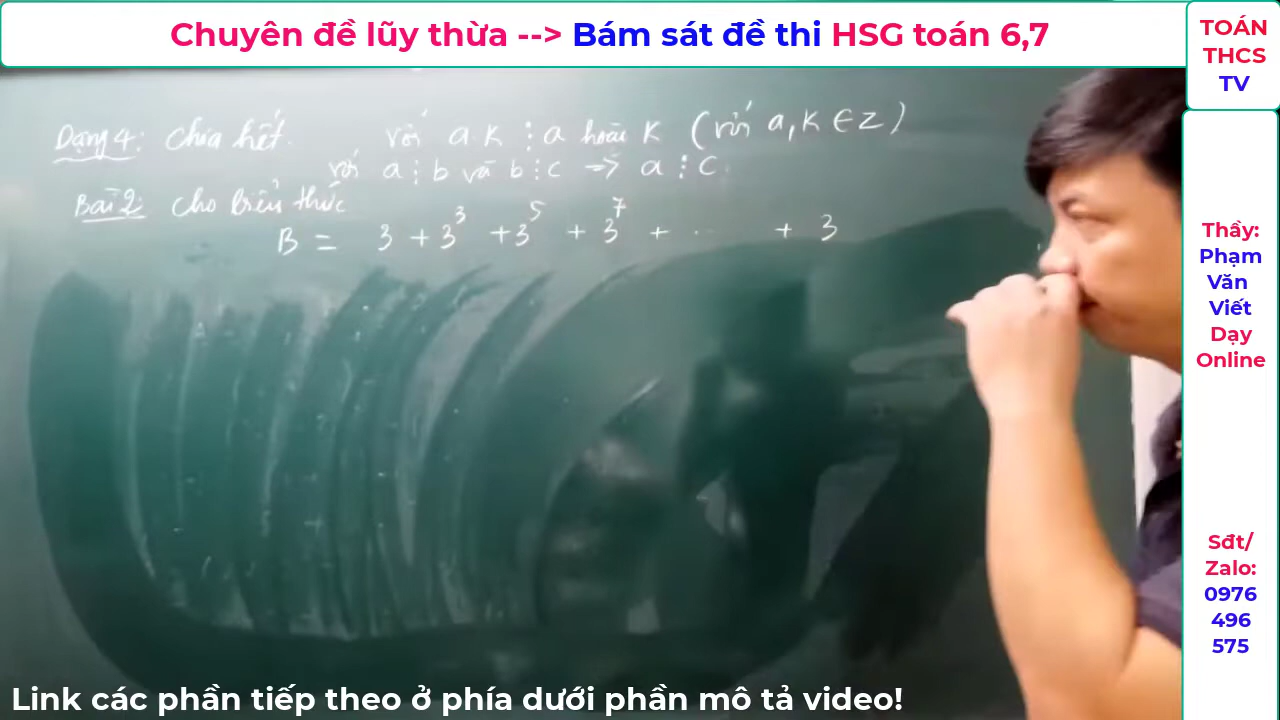 Chuyên đề lũy thừa --> Bám sát đề thi HSG toán 6,7
TOÁN
THCS
TV
Dạng 4: Chia hết. với a.K ⋮ a hoặc K (với a, K ∈ Z)
với a ⋮ b và b ⋮ c => a ⋮ c.
Bài 2: Cho biểu thức
B = 3 + 3³ + 3⁵ + 3⁷ + ... + 3
Thầy:
Phạm
Văn
Viết
Dạy
Online
Sđt/
Zalo:
0976
496
575
Link các phần tiếp theo ở phía dưới phần mô tả video!